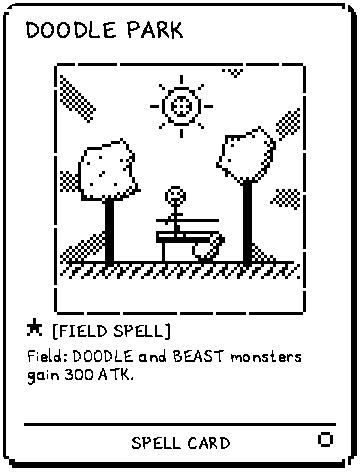 DOODLE PARK
[FIELD SPELL]
Field: DOODLE and BEAST monsters
gain 300 ATK.
SPELL CARD